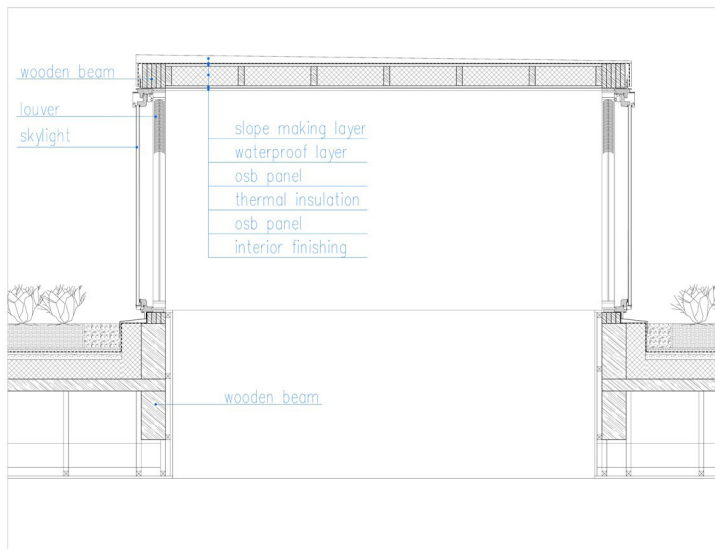 wooden beam
louver
skylight
slope making layer
waterproof layer
osb panel
thermal insulation
osb panel
interior finishing
wooden beam